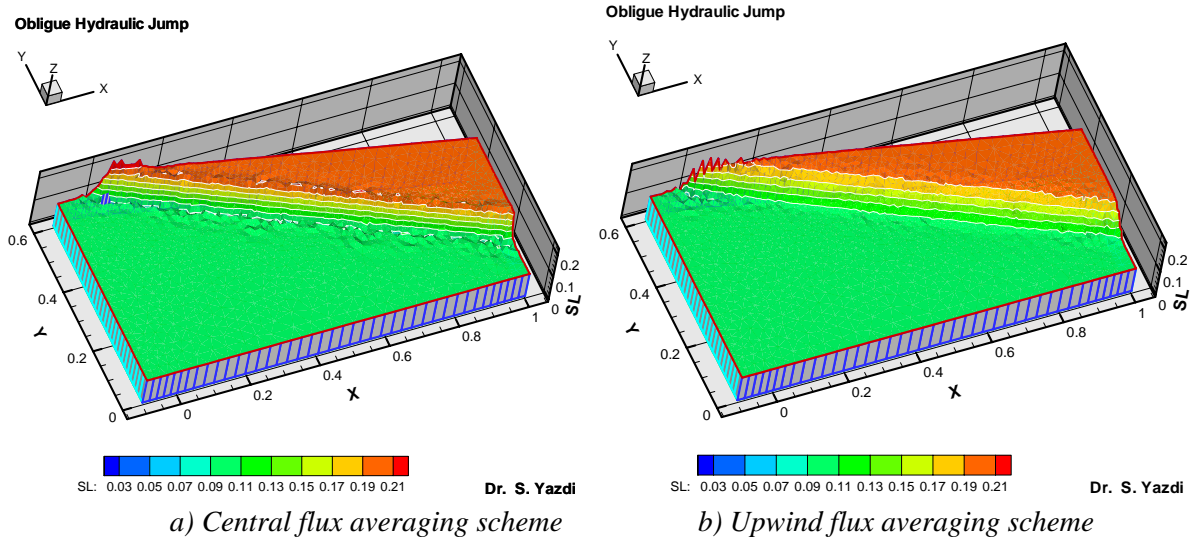 Obligue Hydraulic Jump
Y
Z
X
0.6
0.4
0.2
0
Y
0
0.2
0.4
0.6
0.8
1
X
0.2
0.1
0
SL
SL: 0.03 0.05 0.07 0.09 0.11 0.13 0.15 0.17 0.19 0.21
Dr. S. Yazdi
a) Central flux averaging scheme
Obligue Hydraulic Jump
Y
Z
X
0.6
0.4
0.2
0
Y
0
0.2
0.4
0.6
0.8
1
X
0.2
0.1
0
SL
SL: 0.03 0.05 0.07 0.09 0.11 0.13 0.15 0.17 0.19 0.21
Dr. S. Yazdi
b) Upwind flux averaging scheme